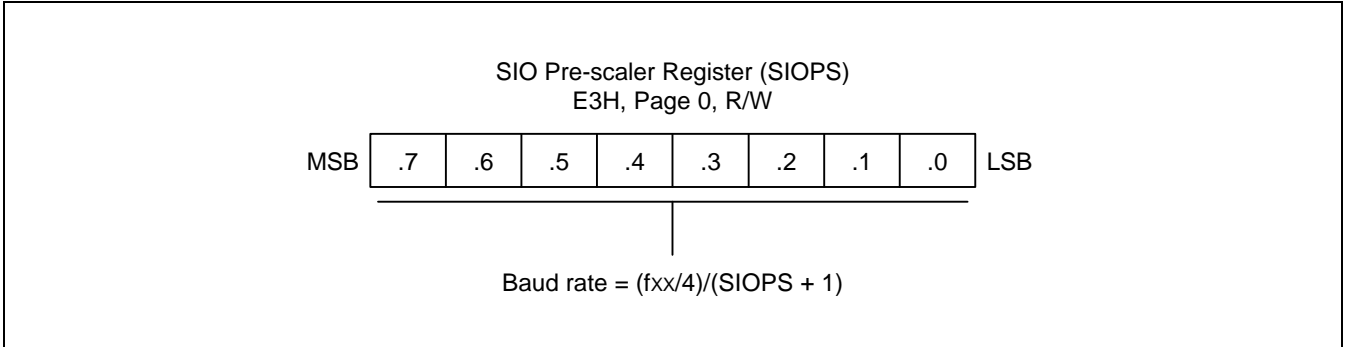 SIO Pre-scaler Register (SIOPS)
E3H, Page 0, R/W
MSB .7 .6 .5 .4 .3 .2 .1 .0 LSB
Baud rate = (fxx/4)/(SIOPS + 1)